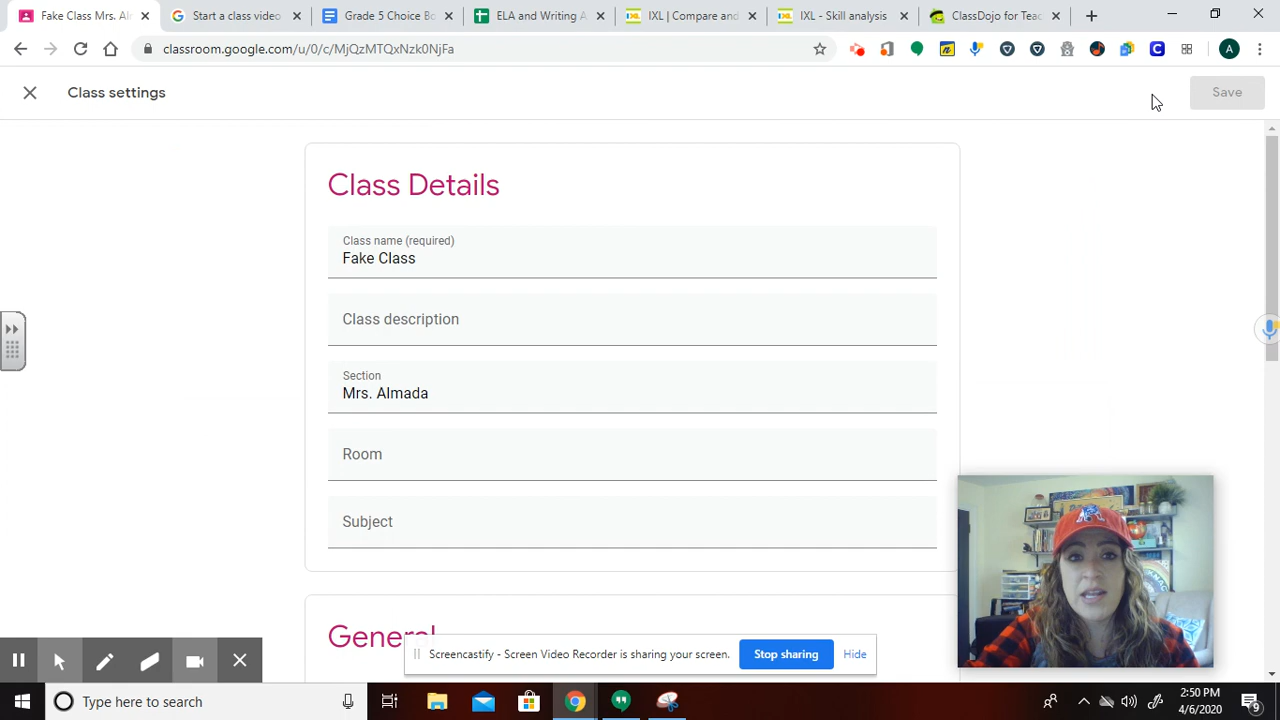 Fake Class Mrs. Al
Start a class video
Grade 5 Choice Bo
ELA and Writing A
IXL | Compare and
IXL - Skill analysis
ClassDojo for Teac
classroom.google.com/u/0/c/MjQzMTQxNzk0NjFa
Class settings
Save
Class Details
Class name (required)
Fake Class
Class description
Section
Mrs. Almada
Room
Subject
General
Screencastify - Screen Video Recorder is sharing your screen.
Stop sharing
Hide
Type here to search
2:50 PM
4/6/2020
9